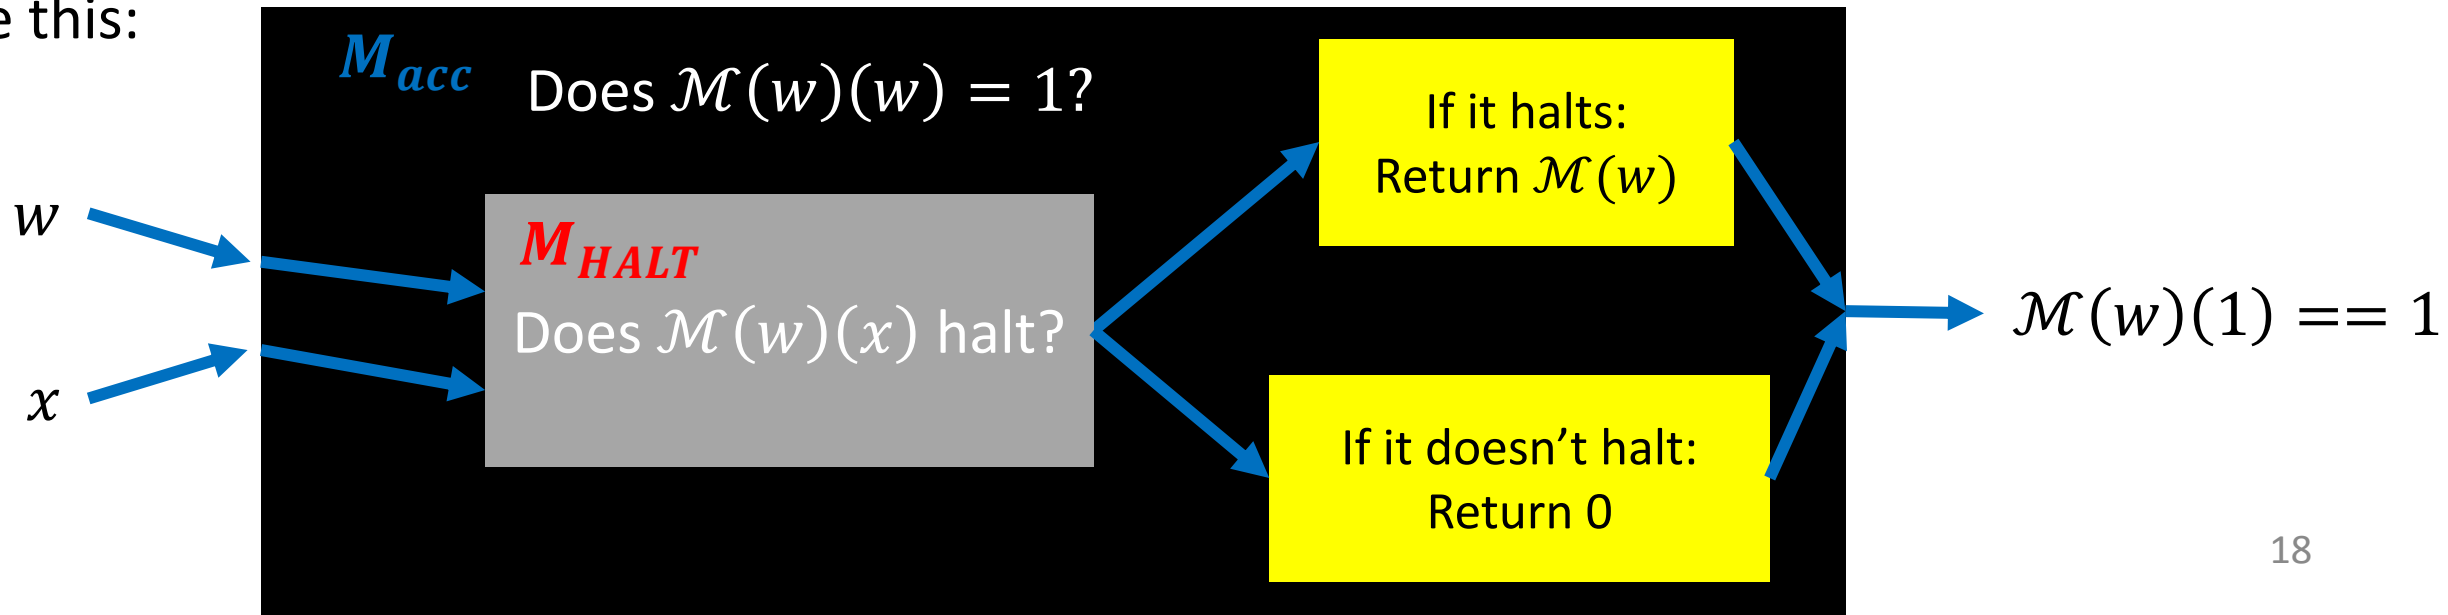 e this:
M_acc
Does ℳ(w)(w) = 1?
w
x
M_HALT
Does ℳ(w)(x) halt?
If it halts:
Return ℳ(w)
If it doesn’t halt:
Return 0
ℳ(w)(1) == 1
18